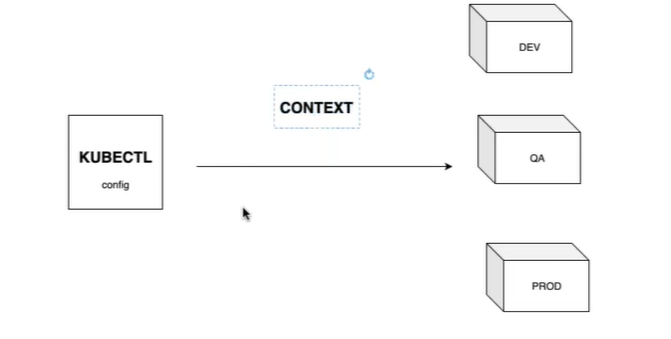 DEV
CONTEXT
KUBECTL
config
QA
PROD